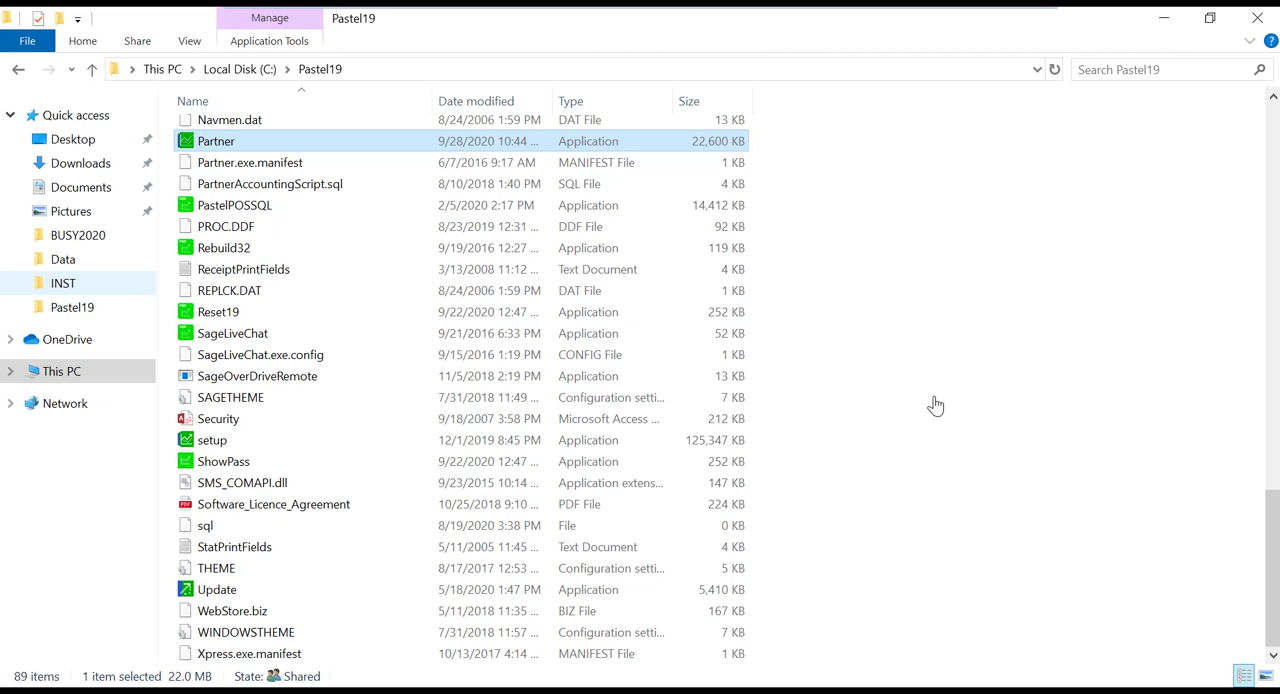 Manage
Pastel19
File
Home
Share
View
Application Tools
This PC
Local Disk (C:)
Pastel19
Search Pastel19
Quick access
Desktop
Downloads
Documents
Pictures
BUSY2020
Data
INST
Pastel19
OneDrive
This PC
Network
Name Date modified Type Size
Navmen.dat 8/24/2006 1:59 PM DAT File 13 KB
Partner 9/28/2020 10:44 ... Application 22,600 KB
Partner.exe.manifest 6/7/2016 9:17 AM MANIFEST File 1 KB
PartnerAccountingScript.sql 8/10/2018 1:40 PM SQL File 4 KB
PastelPOSSQL 2/5/2020 2:17 PM Application 14,412 KB
PROC.DDF 8/23/2019 12:31 ... DDF File 92 KB
Rebuild32 9/19/2016 12:27 ... Application 119 KB
ReceiptPrintFields 3/13/2008 11:12 ... Text Document 4 KB
REPLCK.DAT 8/24/2006 1:59 PM DAT File 1 KB
Reset19 9/22/2020 12:47 ... Application 252 KB
SageLiveChat 9/21/2016 6:33 PM Application 52 KB
SageLiveChat.exe.config 9/15/2016 1:19 PM CONFIG File 1 KB
SageOverDriveRemote 11/5/2018 2:19 PM Application 13 KB
SAGETHEME 7/31/2018 11:49 ... Configuration setti... 7 KB
Security 9/18/2007 3:58 PM Microsoft Access ... 212 KB
setup 12/1/2019 8:45 PM Application 125,347 KB
ShowPass 9/22/2020 12:47 ... Application 252 KB
SMS_COMAPI.dll 9/23/2015 10:14 ... Application extens... 147 KB
Software_Licence_Agreement 10/25/2018 9:10 ... PDF File 224 KB
sql 8/19/2020 3:38 PM File 0 KB
StatPrintFields 5/11/2005 11:45 ... Text Document 4 KB
THEME 8/17/2017 12:53 ... Configuration setti... 5 KB
Update 5/18/2020 1:47 PM Application 5,410 KB
WebStore.biz 5/11/2018 11:35 ... BIZ File 167 KB
WINDOWSTHEME 7/31/2018 11:57 ... Configuration setti... 7 KB
Xpress.exe.manifest 10/13/2017 4:14 ... MANIFEST File 1 KB
89 items 1 item selected 22.0 MB State: Shared